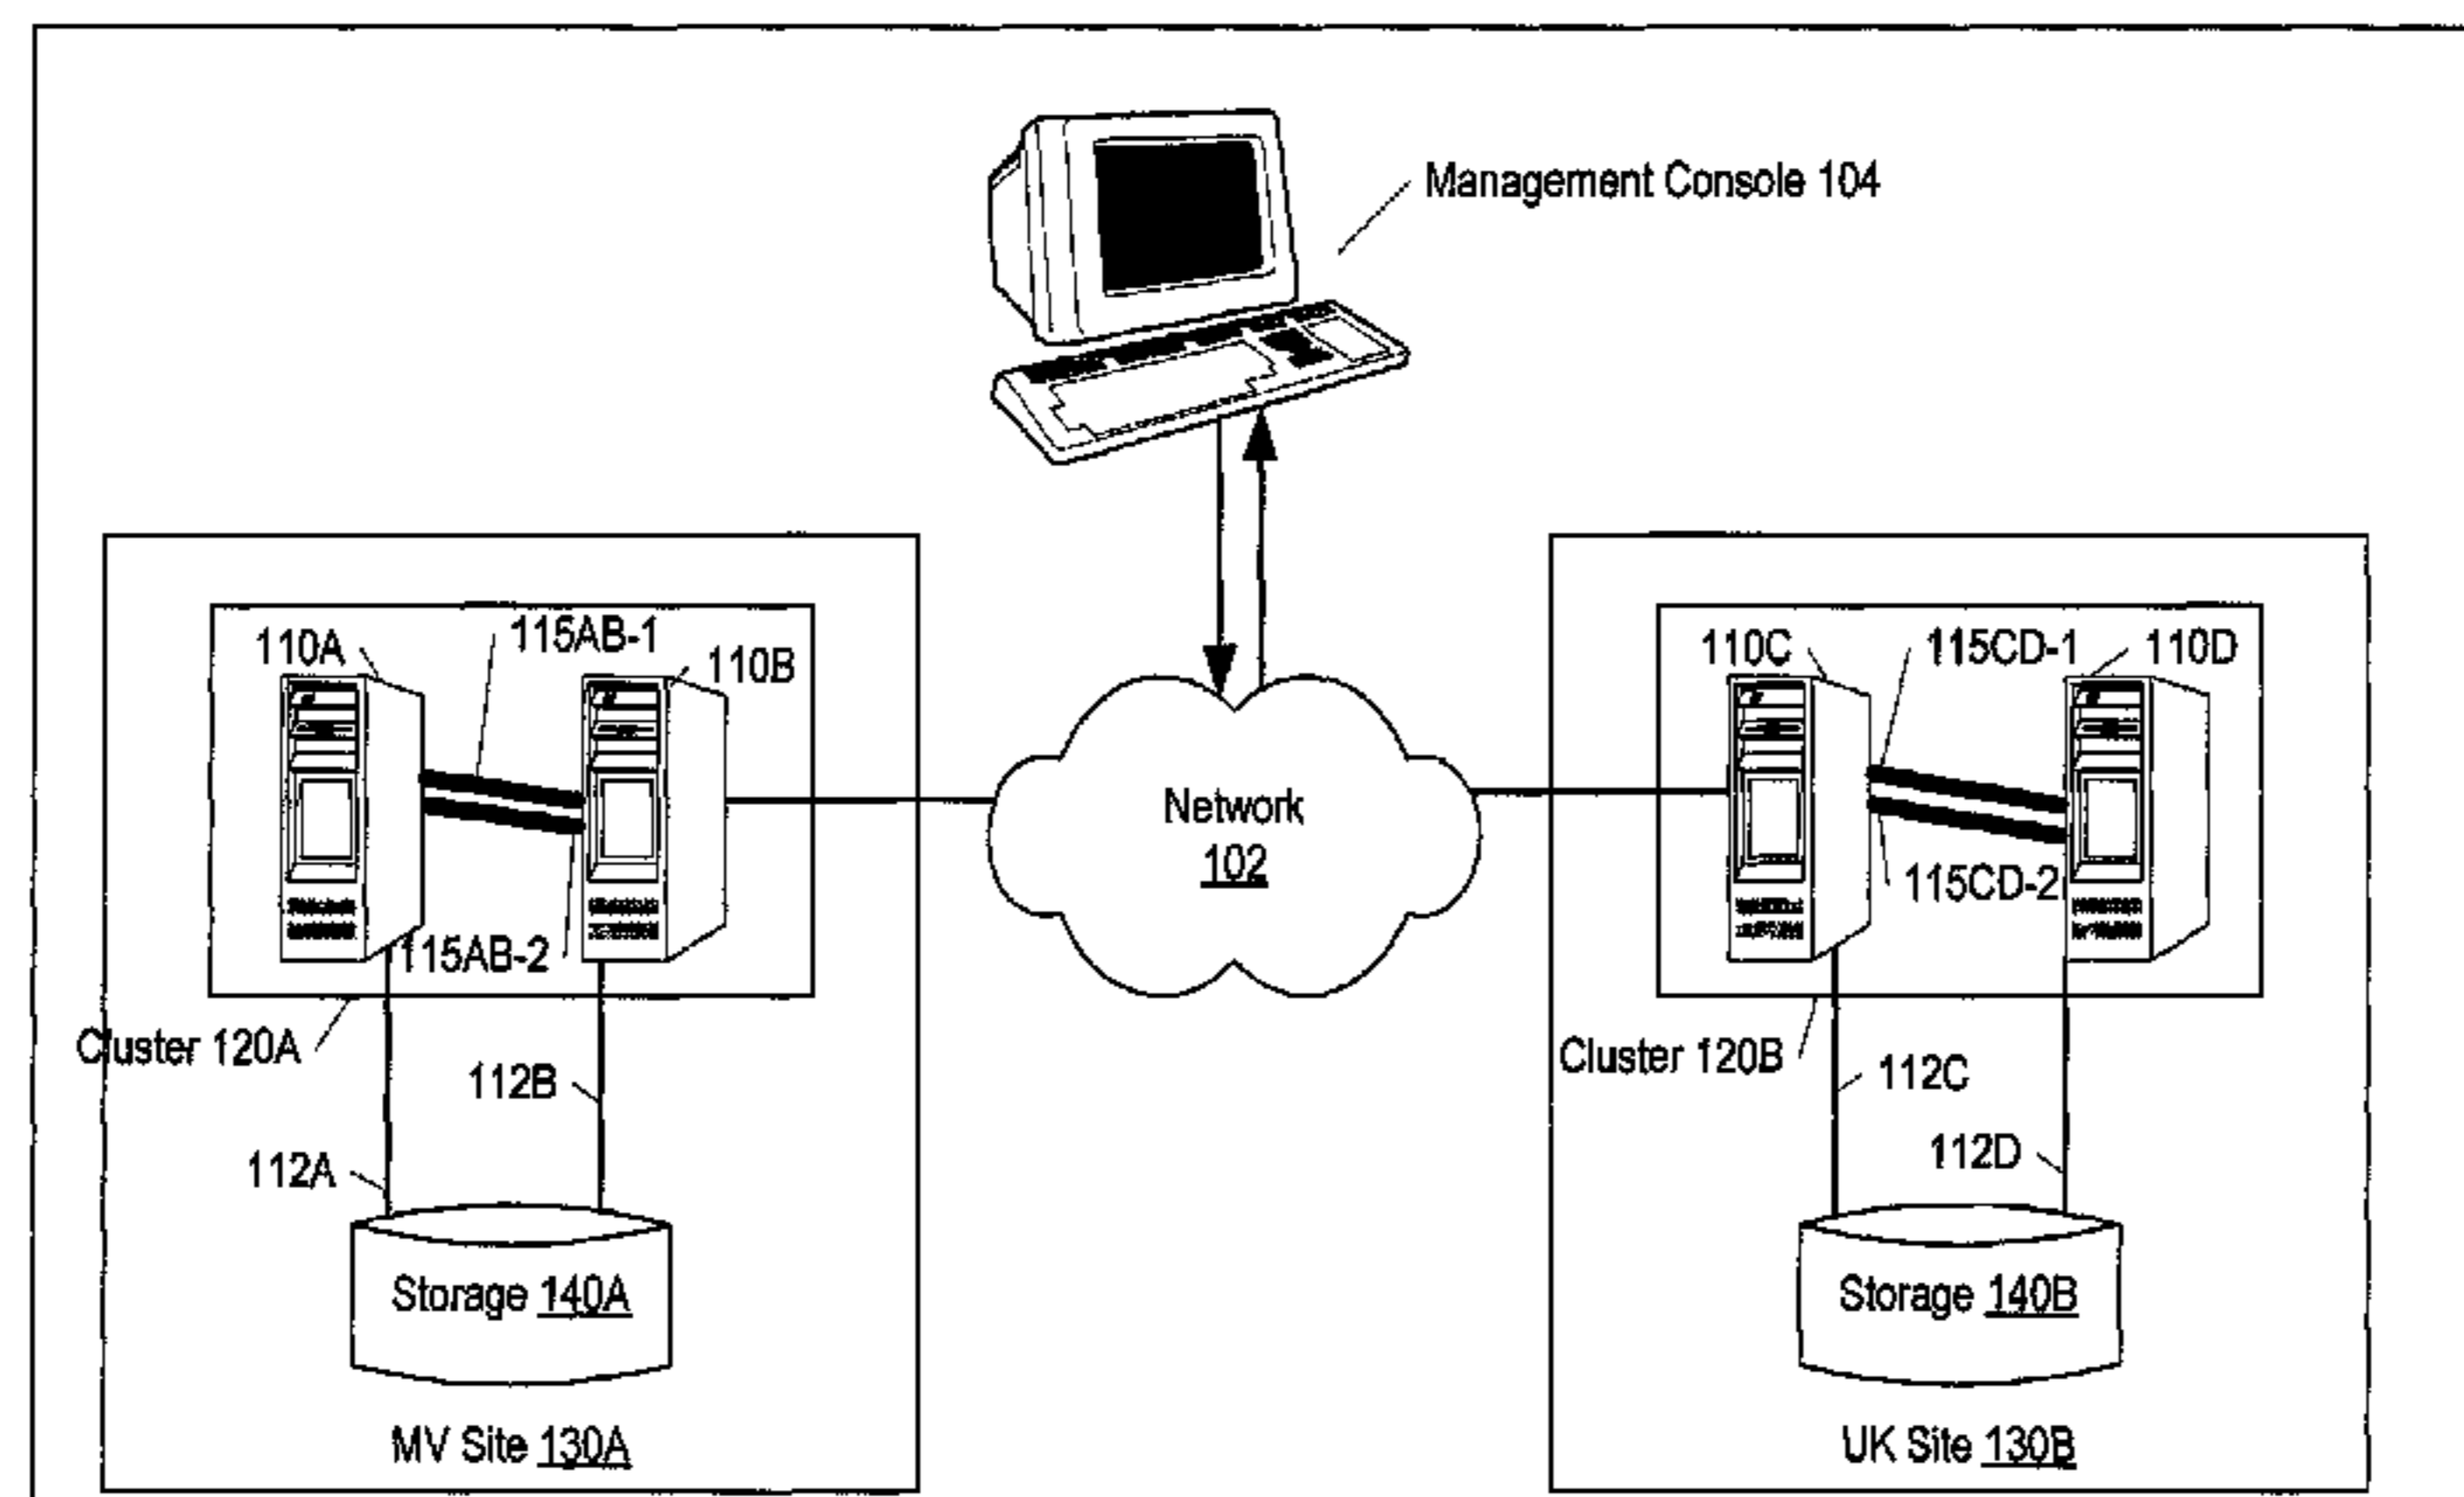 Management Console 104
110A
115AB-1
110B
115AB-2
Cluster 120A
112B
112A
Storage 140A
MV Site 130A
Network
102
110C
115CD-1
110D
115CD-2
Cluster 120B
112C
112D
Storage 140B
UK Site 130B